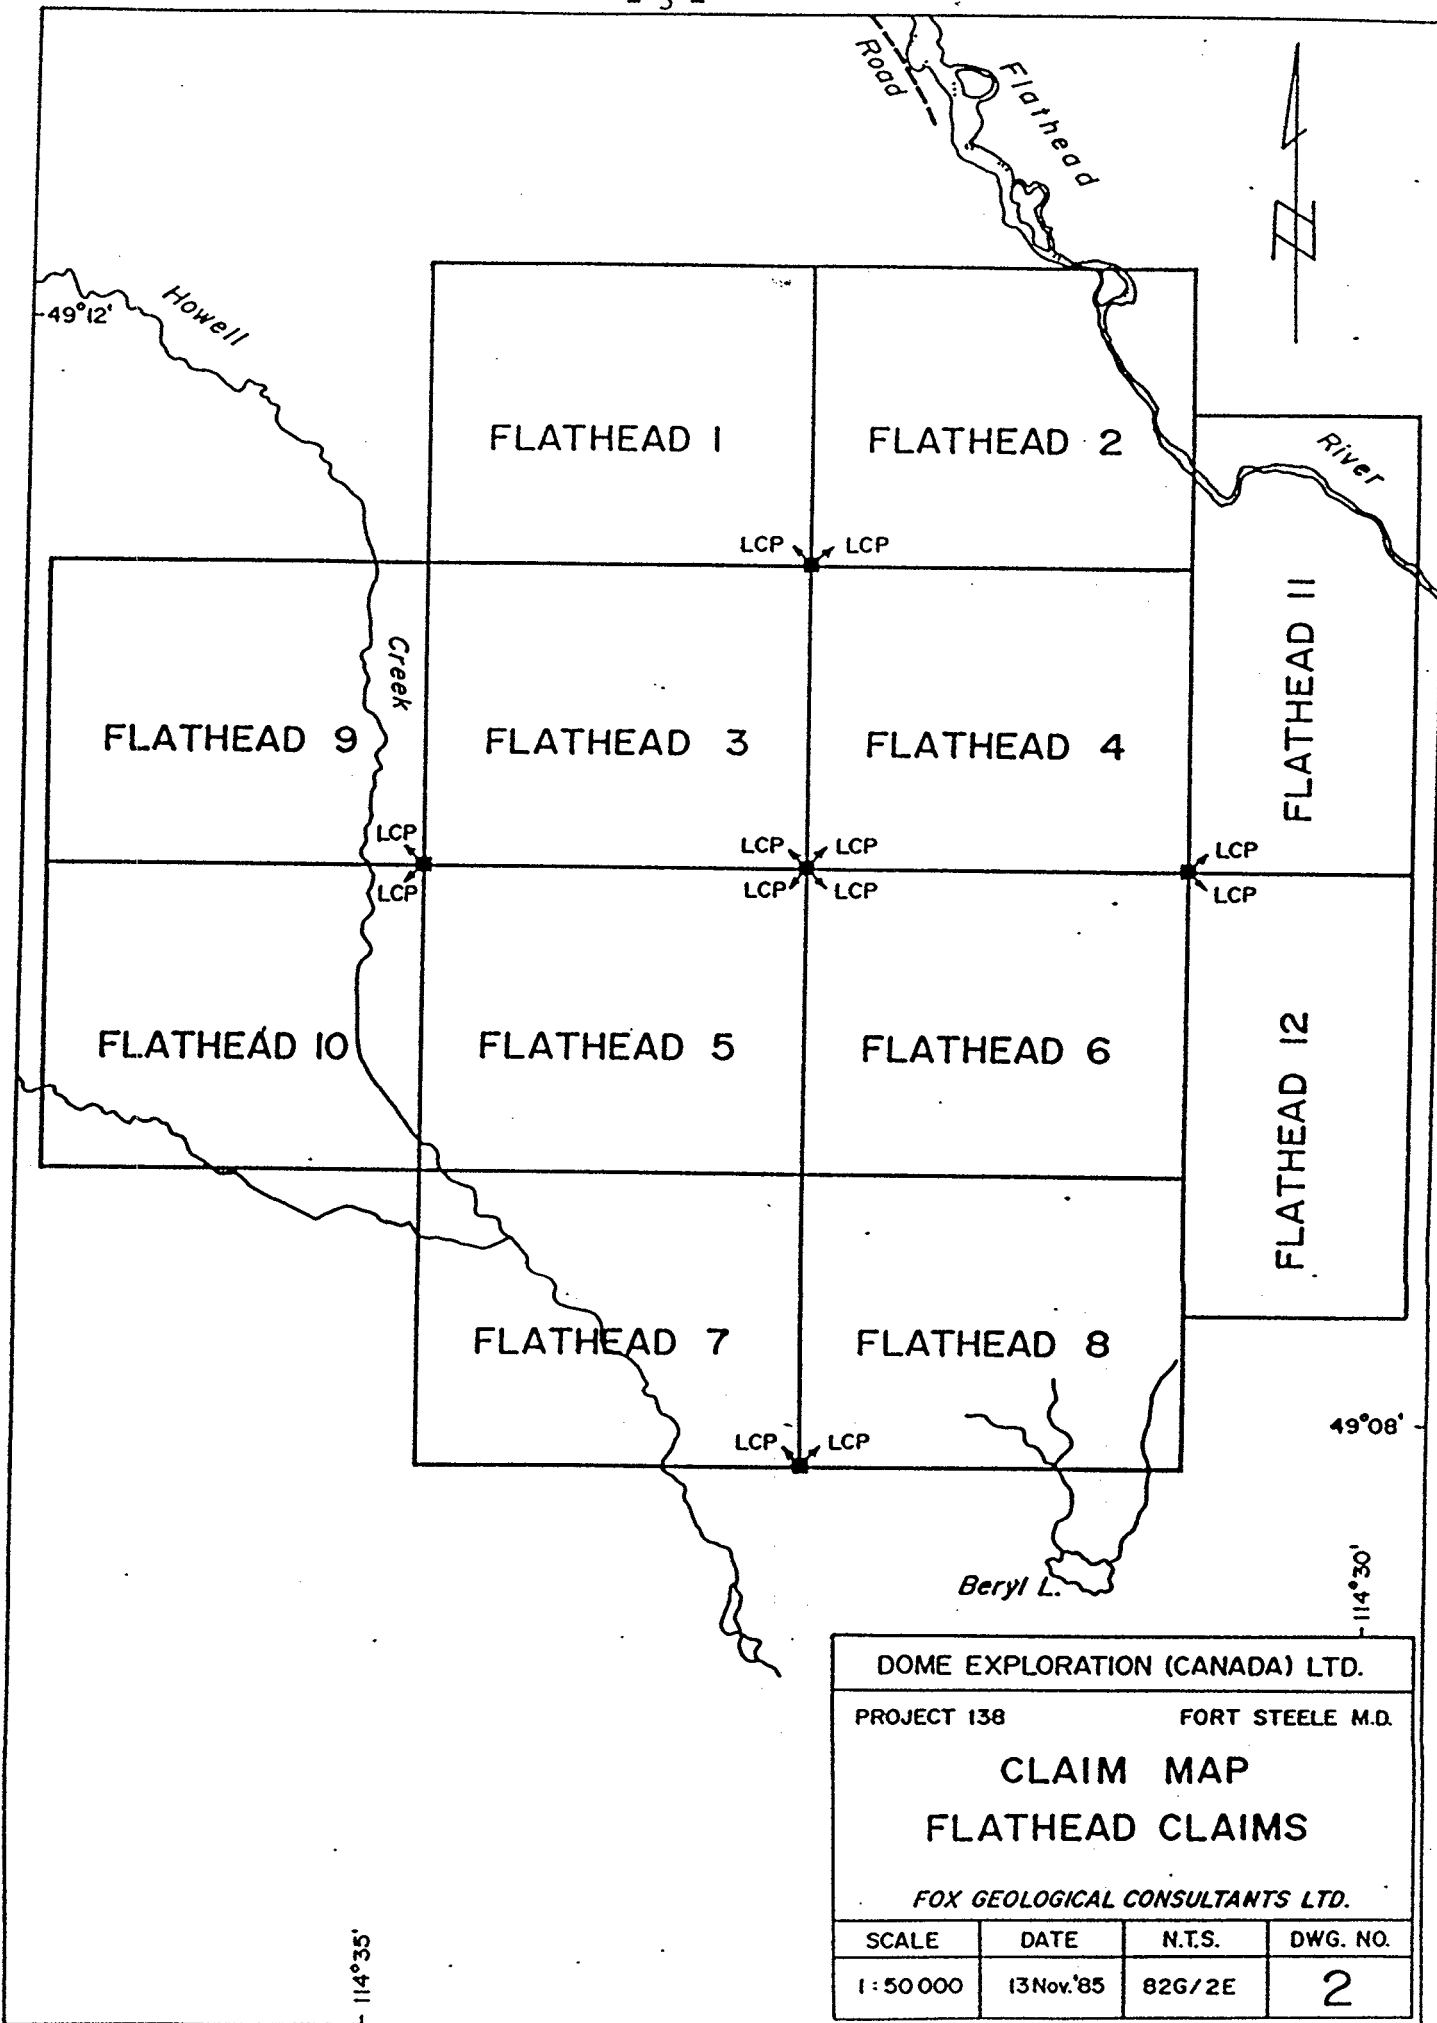 - 3 -
Road
Flathead
Howell
49°12'
FLATHEAD 1
FLATHEAD 2
River
LCP
LCP
Creek
FLATHEAD 11
FLATHEAD 9
FLATHEAD 3
FLATHEAD 4
LCP
LCP
LCP
LCP
LCP
LCP
LCP
LCP
FLATHEAD 10
FLATHEAD 5
FLATHEAD 6
FLATHEAD 12
FLATHEAD 7
FLATHEAD 8
49°08'
LCP
LCP
Beryl L.
114°30'
114°35'
DOME EXPLORATION (CANADA) LTD.
PROJECT 138 FORT STEELE M.D.
CLAIM MAP
FLATHEAD CLAIMS
FOX GEOLOGICAL CONSULTANTS LTD.
SCALE DATE N.T.S. DWG. NO.
1:50 000 13 Nov.'85 82G/2E 2